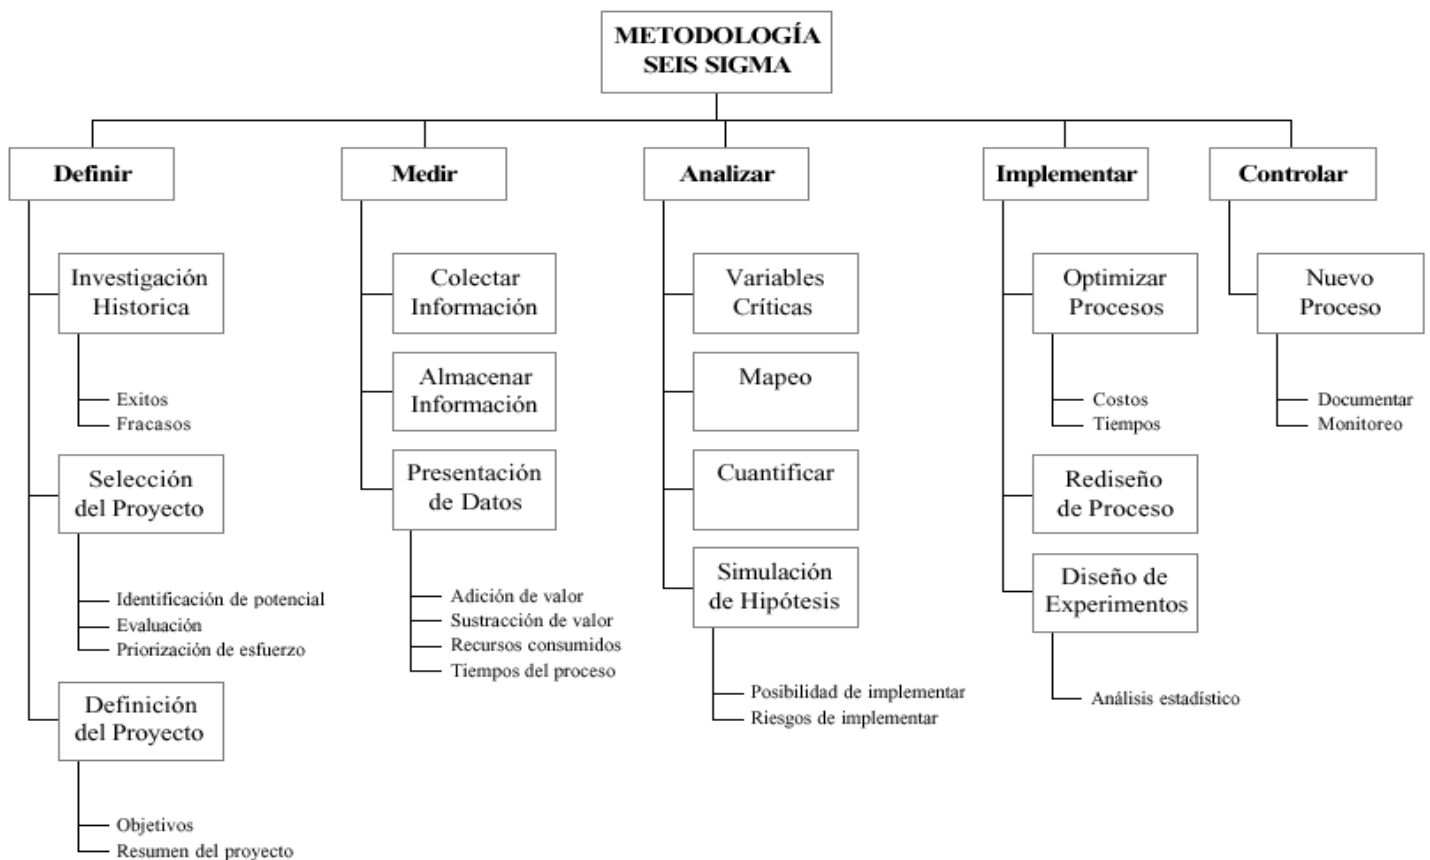 METODOLOGÍA
SEIS SIGMA
Definir
Investigación
Historica
Exitos
Fracasos
Selección
del Proyecto
Identificación de potencial
Evaluación
Priorización de esfuerzo
Definición
del Proyecto
Objetivos
Resumen del proyecto
Medir
Colectar
Información
Almacenar
Información
Presentación
de Datos
Adición de valor
Sustracción de valor
Recursos consumidos
Tiempos del proceso
Analizar
Variables
Críticas
Mapeo
Cuantificar
Simulación
de Hipótesis
Posibilidad de implementar
Riesgos de implementar
Implementar
Optimizar
Procesos
Costos
Tiempos
Rediseño
de Proceso
Diseño de
Experimentos
Análisis estadístico
Controlar
Nuevo
Proceso
Documentar
Monitoreo